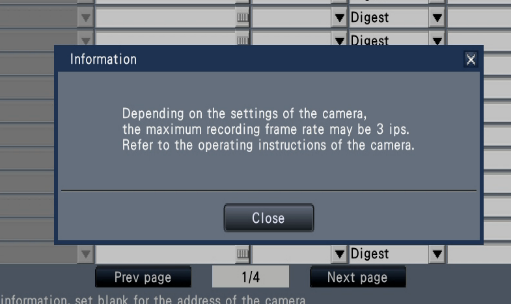 Digest
Digest
Information
Depending on the settings of the camera,
the maximum recording frame rate may be 3 ips.
Refer to the operating instructions of the camera.
Close
Digest
Prev page
1/4
Next page
information, set blank for the address of the camera